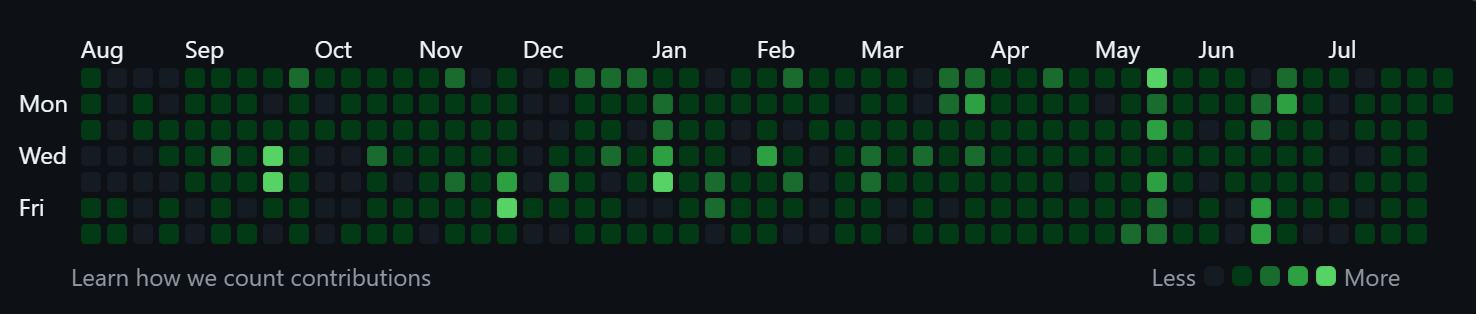 Aug Sep Oct Nov Dec Jan Feb Mar Apr May Jun Jul
Mon
Wed
Fri
Learn how we count contributions Less More